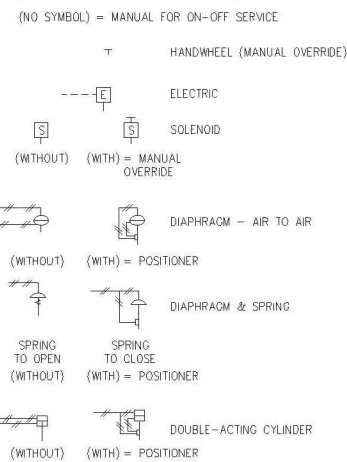 (NO SYMBOL) = MANUAL FOR ON-OFF SERVICE
HANDWHEEL (MANUAL OVERRIDE)
E ELECTRIC
S S SOLENOID
(WITHOUT) (WITH) = MANUAL
OVERRIDE
DIAPHRAGM - AIR TO AIR
(WITHOUT) (WITH) = POSITIONER
DIAPHRAGM & SPRING
SPRING SPRING
TO OPEN TO CLOSE
(WITHOUT) (WITH) = POSITIONER
DOUBLE-ACTING CYLINDER
(WITHOUT) (WITH) = POSITIONER